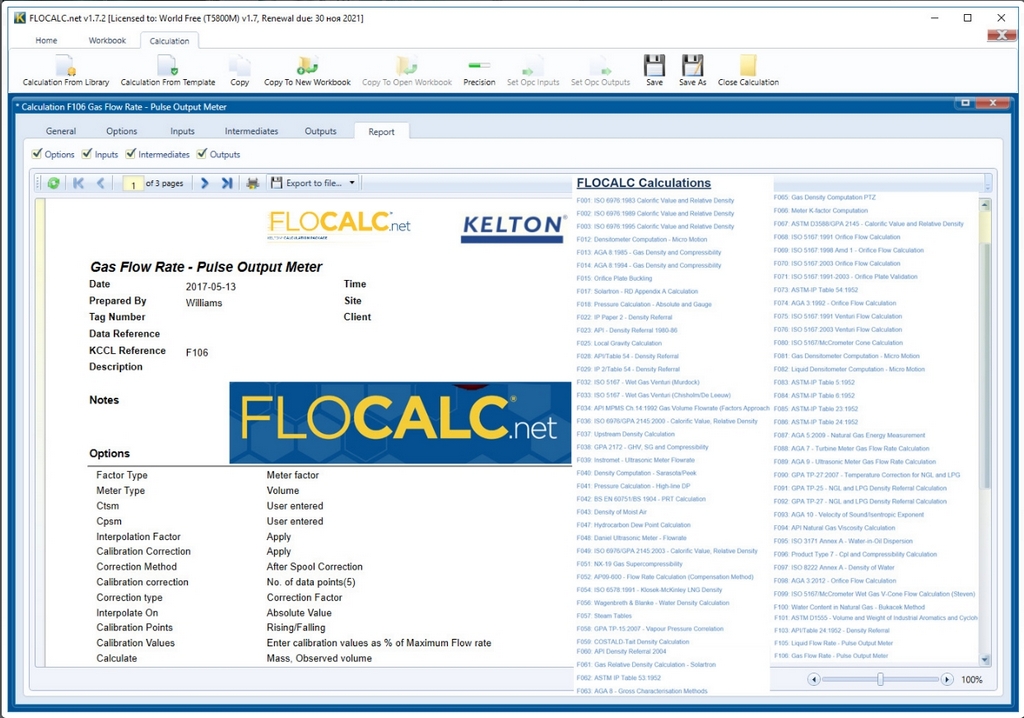 FLOCALC.net v1.7.2 [Licensed to: World Free (T5800M) v1.7, Renewal due: 30 ноя 2021]
Home Workbook Calculation
Calculation From Library Calculation From Template Copy Copy To New Workbook Copy To Open Workbook Precision Set Opc Inputs Set Opc Outputs Save Save As Close Calculation
* Calculation F106 Gas Flow Rate - Pulse Output Meter
General Options Inputs Intermediates Outputs Report
Options Inputs Intermediates Outputs
1 of 3 pages Export to file...
FLOCALC.net
KELTON®
Gas Flow Rate - Pulse Output Meter
Date 2017-05-13 Time
Prepared By Williams Site
Tag Number Client
Data Reference
KCCL Reference F106
Description
Notes
FLOCALC®.net
Options
Factor Type Meter factor
Meter Type Volume
Ctsm User entered
Cpsm User entered
Interpolation Factor Apply
Calibration Correction Apply
Correction Method After Spool Correction
Calibration correction No. of data points(5)
Correction type Correction Factor
Interpolate On Absolute Value
Calibration Points Rising/Falling
Calibration Values Enter calibration values as % of Maximum Flow rate
Calculate Mass, Observed volume
FLOCALC Calculations
F001: ISO 6976 1983 Calorific Value and Relative Density
F002: ISO 6976 1989 Calorific Value and Relative Density
F003: ISO 6976 1995 Calorific Value and Relative Density
F012: Densitometer Computation - Micro Motion
F013: AGA 8 1985 - Gas Density and Compressibility
F014: AGA 8 1994 - Gas Density and Compressibility
F015: Orifice Plate Buckling
F017: Solartron - RD Appendix A Calculation
F018: Pressure Calculation - Absolute and Gauge
F022: IP Paper 2 - Density Referral
F023: API - Density Referral 1980-86
F025: Local Gravity Calculation
F028: API/Table 54 - Density Referral
F029: IP 2/Table 54 - Density Referral
F032: ISO 5167 - Wet Gas Venturi (Murdock)
F033: ISO 5167 - Wet Gas Venturi (Chisholm/De Leeuw)
F034: API MPMS Ch.14:1992 Gas Volume Flowrate (Factors Approach
F036: ISO 6976/GPA 2145:2000 - Calorific Value, Relative Density
F037: Upstream Density Calculation
F038: GPA 2172 - GHV, SG and Compressibility
F039: Instromet - Ultrasonic Meter Flowrate
F040: Density Computation - Sarasota/Peek
F041: Pressure Calculation - High-line DP
F042: BS EN 60751/BS 1904 - PRT Calculation
F043: Density of Moist Air
F047: Hydrocarbon Dew Point Calculation
F048: Daniel Ultrasonic Meter - Flowrate
F049: ISO 6976/GPA 2145:2003 - Calorific Value, Relative Density
F051: NX-19 Gas Supercompressibility
F052: AP09-600 - Flow Rate Calculation (Compensation Method)
F054: ISO 6578:1991 - Klosek-McKinley LNG Density
F056: Wagenbreth & Blanke - Water Density Calculation
F057: Steam Tables
F058: GPA TP-15:2007 - Vapour Pressure Correlation
F059: COSTALD-Tait Density Calculation
F060: API Density Referral 2004
F061: Gas Relative Density Calculation - Solartron
F062: ASTM IP Table 53:1952
F063: AGA 8 - Gross Characterisation Methods
F065: Gas Density Computation PTZ
F066: Meter K-factor Computation
F067: ASTM D3588/GPA 2145 - Calorific Value and Relative Density
F068: ISO 5167:1991 Orifice Flow Calculation
F069: ISO 5167:1998 Amd 1 - Orifice Flow Calculation
F070: ISO 5167:2003 Orifice Flow Calculation
F071: ISO 5167:1991-2003 - Orifice Plate Validation
F073: ASTM-IP Table 54:1952
F074: AGA 3:1992 - Orifice Flow Calculation
F075: ISO 5167:1991 Venturi Flow Calculation
F076: ISO 5167:2003 Venturi Flow Calculation
F080: ISO 5167/McCrometer Cone Calculation
F081: Gas Densitometer Computation - Micro Motion
F082: Liquid Densitometer Computation - Micro Motion
F083: ASTM-IP Table 5:1952
F084: ASTM-IP Table 6:1952
F085: ASTM-IP Table 23:1952
F086: ASTM-IP Table 24:1952
F087: AGA 5:2009 - Natural Gas Energy Measurement
F088: AGA 7 - Turbine Meter Gas Flow Rate Calculation
F089: AGA 9 - Ultrasonic Meter Gas Flow Rate Calculation
F090: GPA TP-27:2007 - Temperature Correction for NGL and LPG
F091: GPA TP-25 - NGL and LPG Density Referral Calculation
F092: GPA TP-27 - NGL and LPG Density Referral Calculation
F093: AGA 10 - Velocity of Sound/Isentropic Exponent
F094: API Natural Gas Viscosity Calculation
F095: ISO 3171 Annex A - Water-in-Oil Dispersion
F096: Product Type 7 - Cpl and Compressibility Calculation
F097: ISO 8222 Annex A - Density of Water
F098: AGA 3:2012 - Orifice Flow Calculation
F099: ISO 5167/McCrometer Wet Gas V-Cone Flow Calculation (Steven)
F100: Water Content in Natural Gas - Bukacek Method
F101: ASTM D1555 - Volume and Weight of Industrial Aromatics and Cycloh
F103: API/Table 24:1952 - Density Referral
F105: Liquid Flow Rate - Pulse Output Meter
F106: Gas Flow Rate - Pulse Output Meter
100%